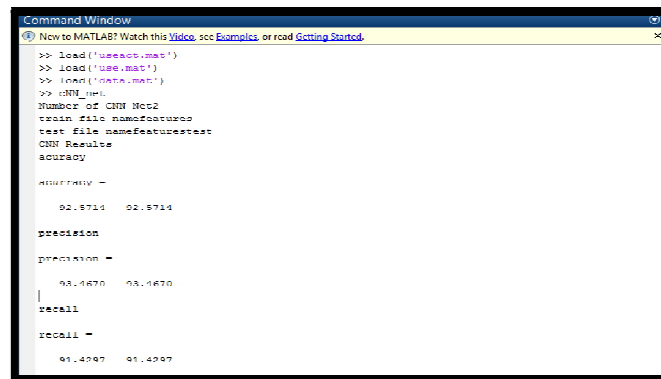 Command Window
New to MATLAB? Watch this Video, see Examples, or read Getting Started.
>> load('useact.mat')
>> load('use.mat')
>> load('data.mat')
>> cNN_net
Number of CNN Net2
train file namefeatures
test file namefeaturestest
CNN Results
acuracy
acurracy =
92.5714 92.5714
precision
precision =
93.4670 93.4670
recall
recall =
91.4297 91.4297